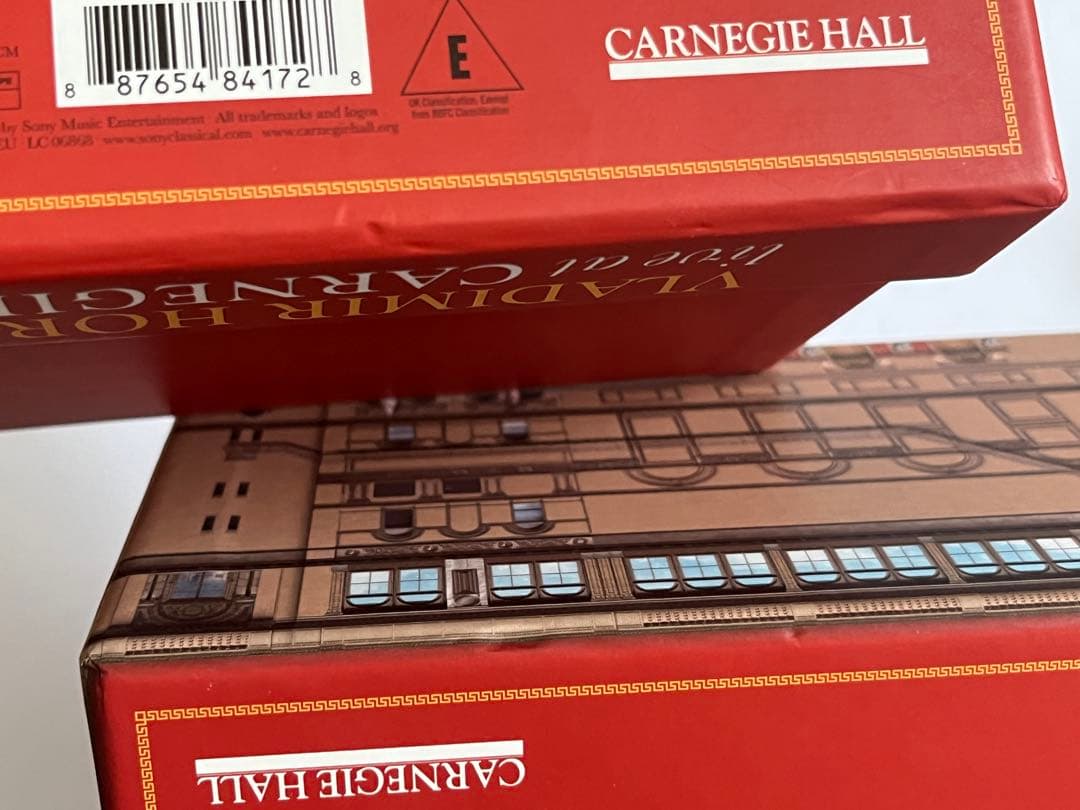 CM
8 87654 84172 8
E
UK Classification: Exempt
from BBFC Classification
CARNEGIE HALL
by Sony Music Entertainment All trademarks and logos
EU LC 06868 www.sonyclassical.com www.carnegiehall.org
VLADIMIR HOR
live at CARNEGI
CARNEGIE HALL